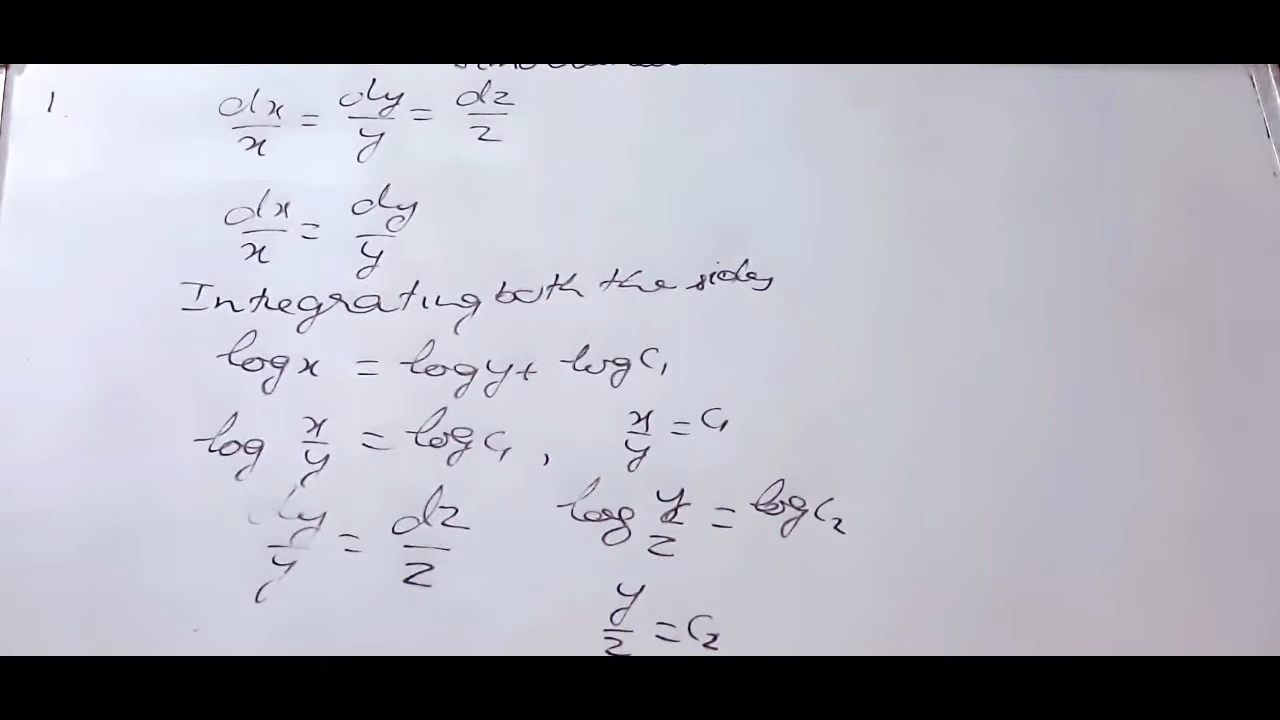 1. dx/x = dy/y = dz/z
dx/x = dy/y
Integrating both the sides
log x = log y + log c₁
log x/y = log c₁ , x/y = c₁
dy/y = dz/z log y/z = log c₂
y/z = c₂